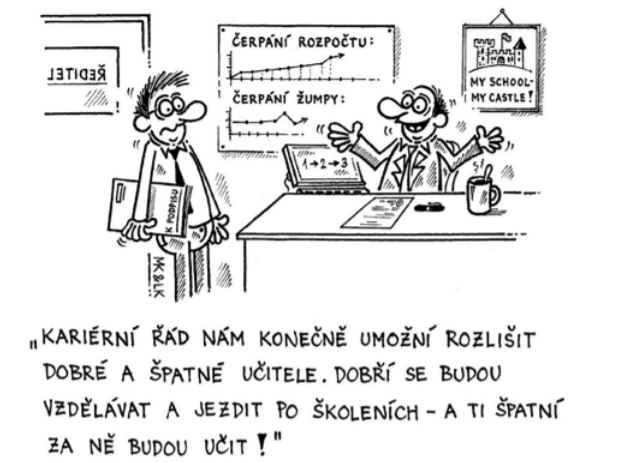 ČERPÁNÍ ROZPOČTU:
ČERPÁNÍ ŽUMPY:
MY SCHOOL-
MY CASTLE!
ŘEDITEL
1→2→3
K PODPISU
MK&LK
„KARIÉRNÍ ŘÁD NÁM KONEČNĚ UMOŽNÍ ROZLIŠIT
DOBRÉ A ŠPATNÉ UČITELE. DOBŘÍ SE BUDOU
VZDĚLÁVAT A JEZDIT PO ŠKOLENÍCH – A TI ŠPATNÍ
ZA NĚ BUDOU UČIT!"